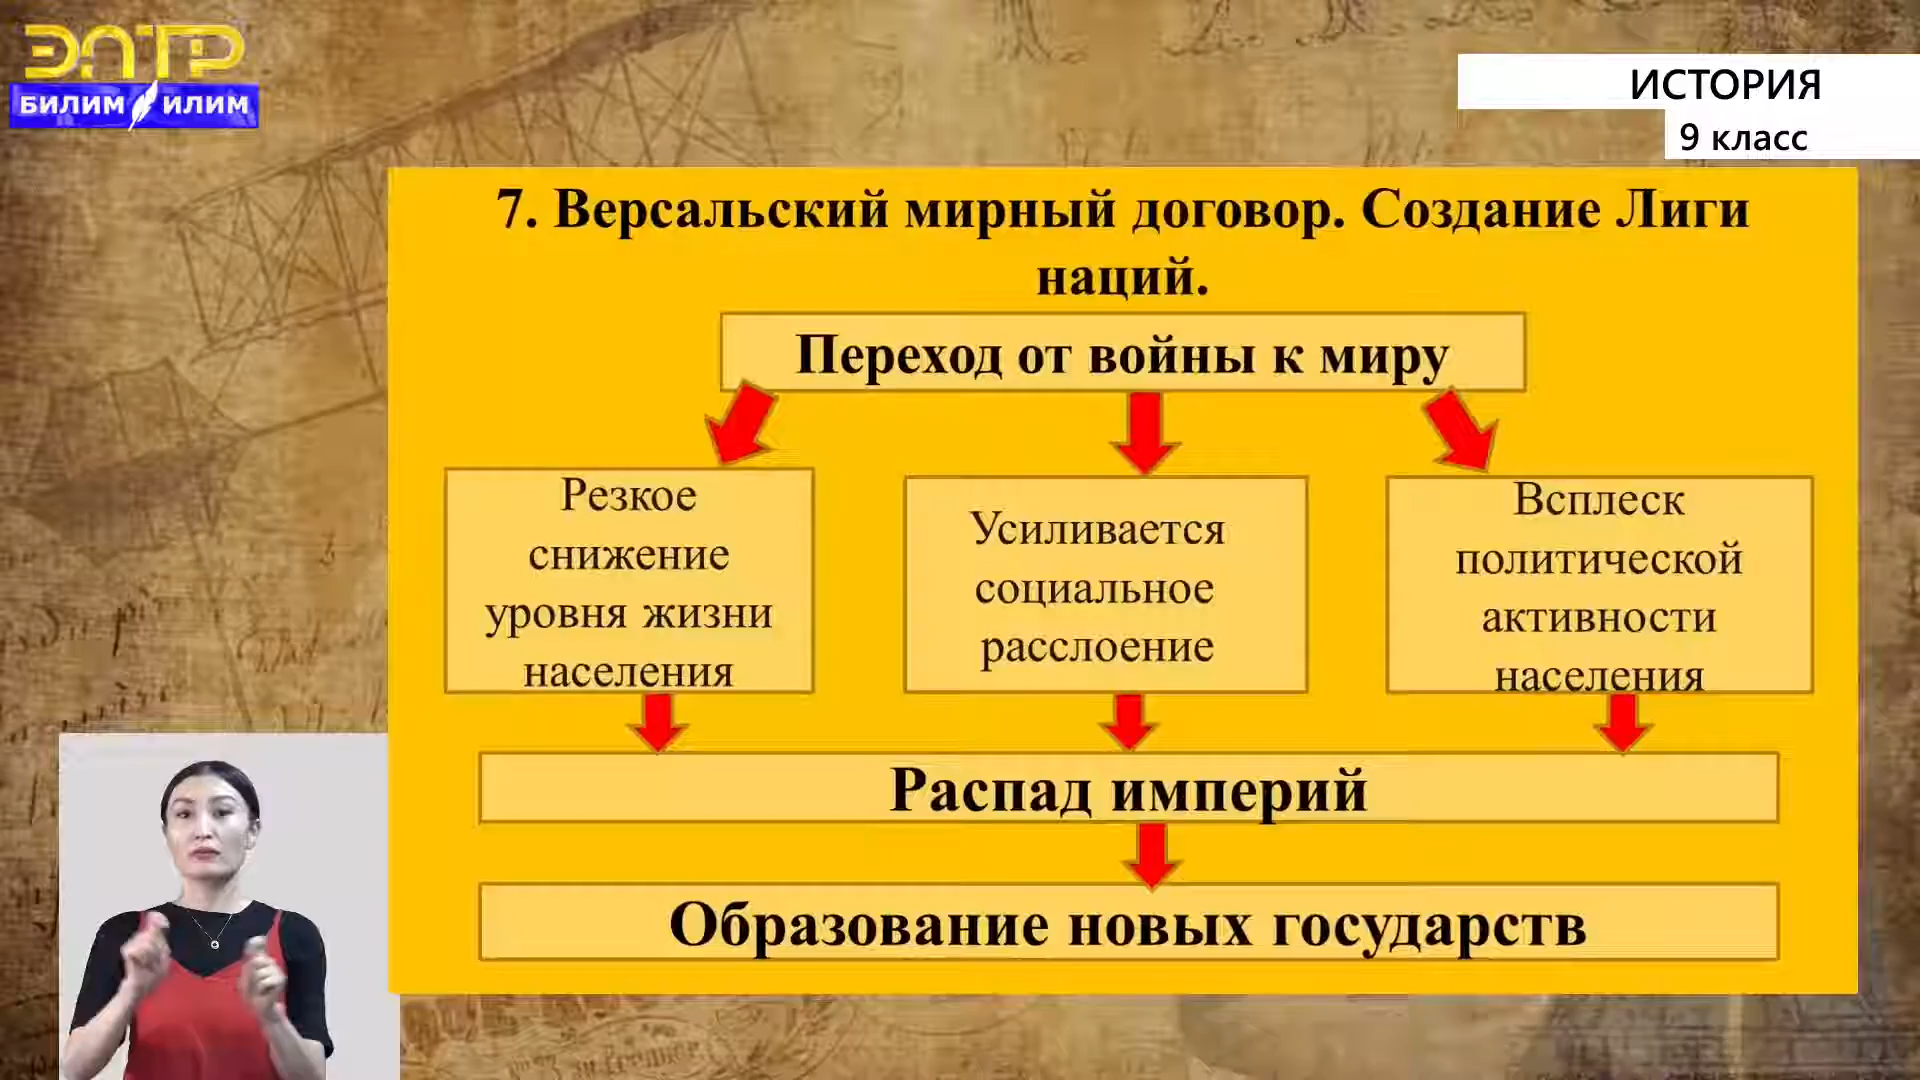 ЭЛТР
БИЛИМ ИЛИМ
ИСТОРИЯ
9 класс
7. Версальский мирный договор. Создание Лиги
наций.
Переход от войны к миру
Резкое
снижение
уровня жизни
населения
Усиливается
социальное
расслоение
Всплеск
политической
активности
населения
Распад империй
Образование новых государств